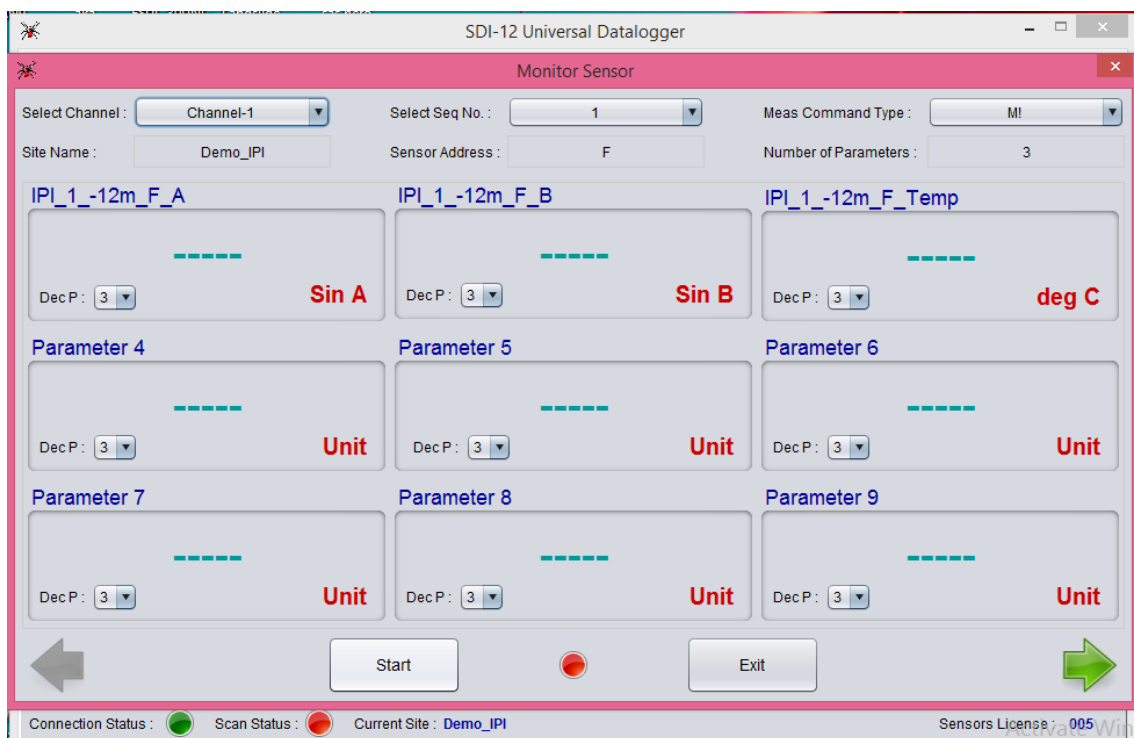 SDI-12 Universal Datalogger
Monitor Sensor
Select Channel : Channel-1 Select Seq No. : 1 Meas Command Type : M!
Site Name : Demo_IPI Sensor Address : F Number of Parameters : 3
IPI_1_-12m_F_A IPI_1_-12m_F_B IPI_1_-12m_F_Temp
----- ----- -----
Dec P : 3 Sin A Dec P : 3 Sin B Dec P : 3 deg C
Parameter 4 Parameter 5 Parameter 6
----- ----- -----
Dec P : 3 Unit Dec P : 3 Unit Dec P : 3 Unit
Parameter 7 Parameter 8 Parameter 9
----- ----- -----
Dec P : 3 Unit Dec P : 3 Unit Dec P : 3 Unit
Start Exit
Connection Status : Scan Status : Current Site : Demo_IPI Sensors License : 005
Activate Win